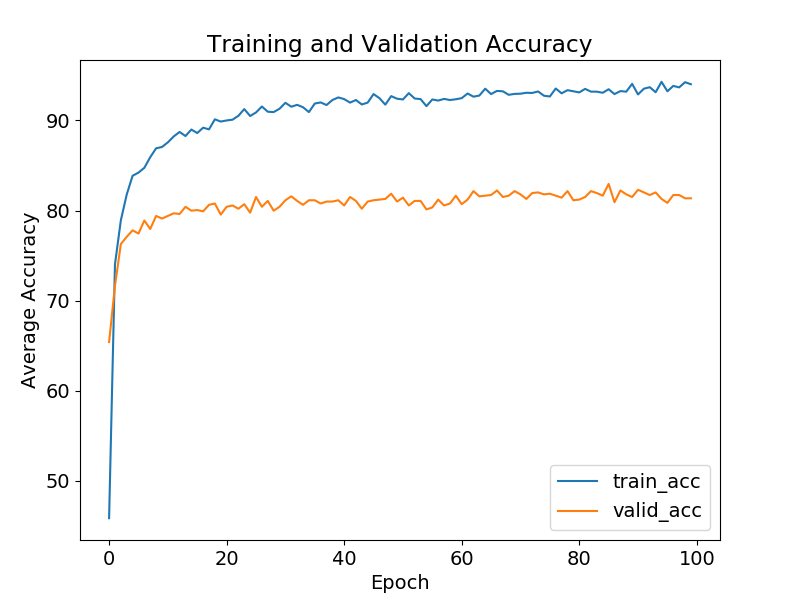 Training and Validation Accuracy
Average Accuracy
90
80
70
60
50
train_acc
valid_acc
0 20 40 60 80 100
Epoch